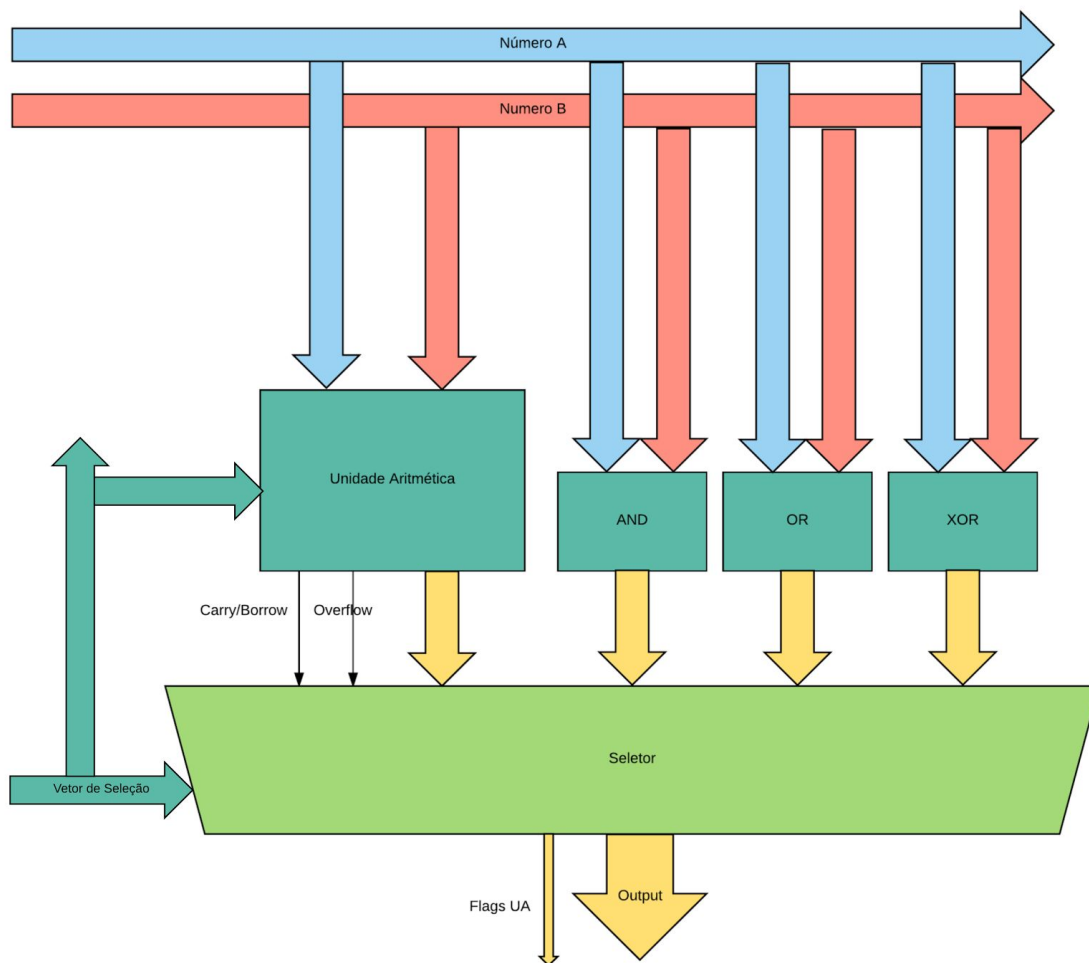 Número A
Numero B
Unidade Aritmética
AND
OR
XOR
Carry/Borrow
Overflow
Seletor
Vetor de Seleção
Flags UA
Output